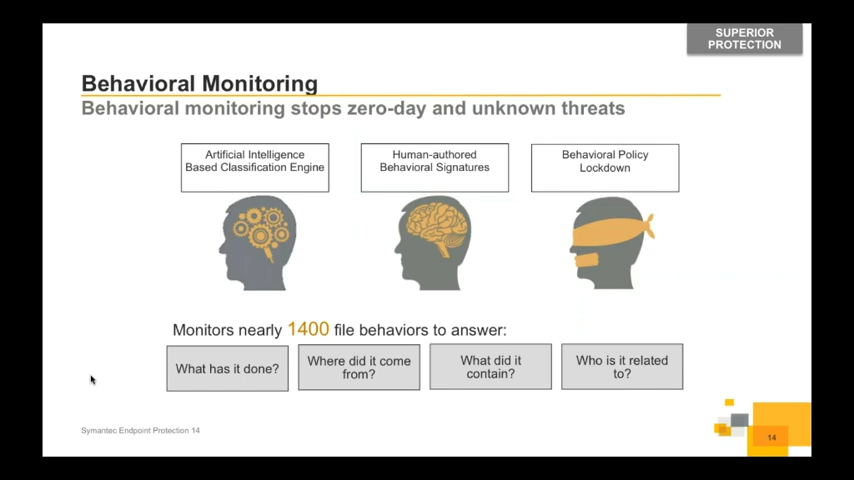 SUPERIOR
PROTECTION
Behavioral Monitoring
Behavioral monitoring stops zero-day and unknown threats
Artificial Intelligence
Based Classification Engine
Human-authored
Behavioral Signatures
Behavioral Policy
Lockdown
Monitors nearly 1400 file behaviors to answer:
What has it done?
Where did it come
from?
What did it
contain?
Who is it related
to?
Symantec Endpoint Protection 14
14